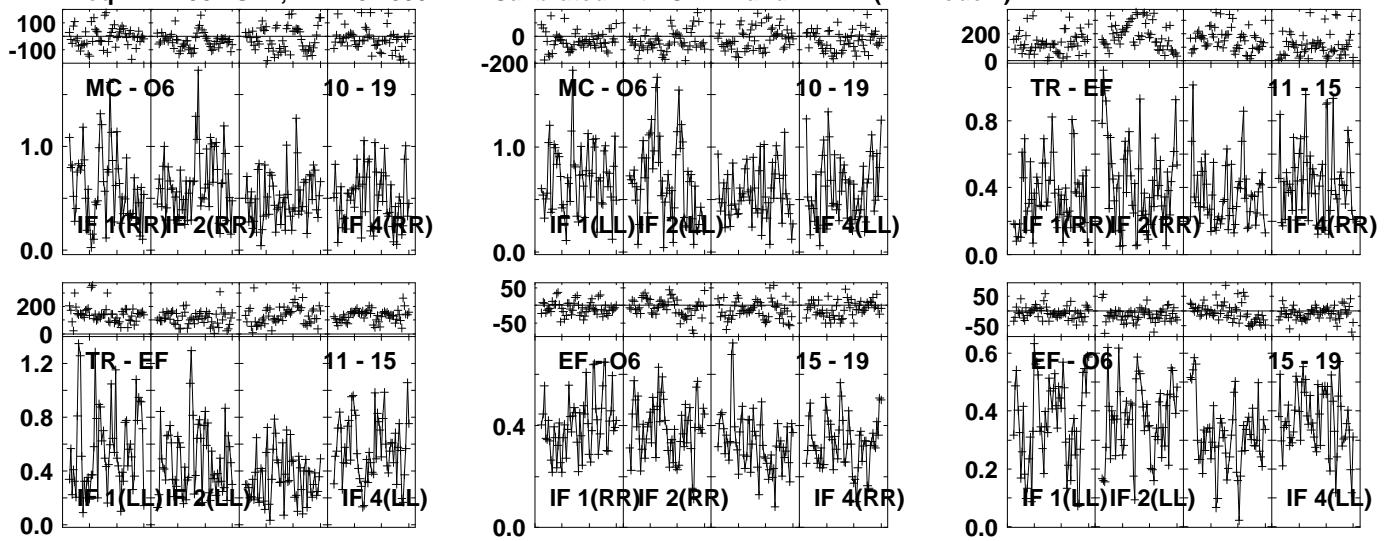 100
-100
MC - O6
10 - 19
1.0
0.0
IF 1(RR)
IF 2(RR)
IF 4(RR)
0
-200
MC - O6
10 - 19
1.0
0.0
IF 1(LL)
IF 2(LL)
IF 4(LL)
200
0
TR - EF
11 - 15
0.8
0.4
0.0
IF 1(RR)
IF 2(RR)
IF 4(RR)
200
0
TR - EF
11 - 15
1.2
0.8
0.4
0.0
IF 1(LL)
IF 2(LL)
IF 4(LL)
50
-50
EF - O6
15 - 19
0.4
0.0
IF 1(RR)
IF 2(RR)
IF 4(RR)
50
-50
EF - O6
15 - 19
0.6
0.4
0.2
0.0
IF 1(LL)
IF 2(LL)
IF 4(LL)